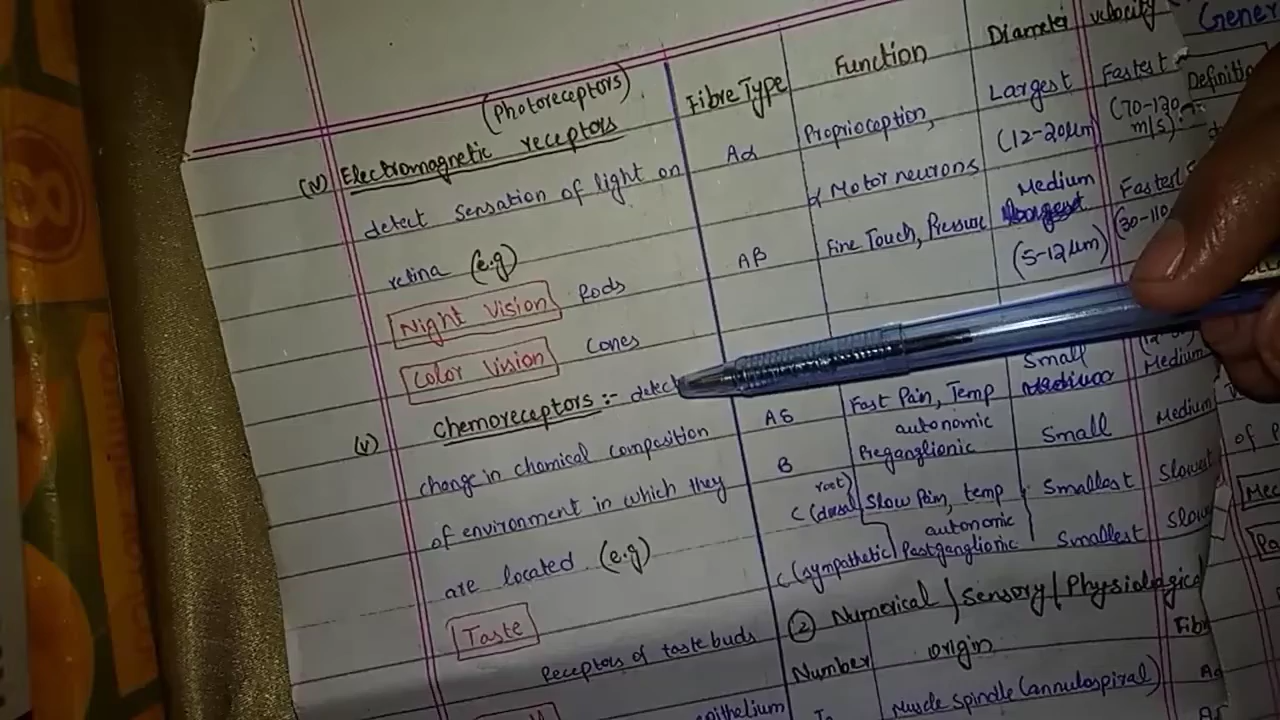 (Photoreceptors)
(iv) Electromagnetic receptors
detect sensation of light on
retina (e.g)
Night Vision Rods
Color Vision Cones
(v) Chemoreceptors :- detect
change in chemical composition
of environment in which they
are located. (e.g)
Taste
Receptors of taste buds
epithelium
Fibre Type Function Diameter velocity
Aα Proprioception, Largest Fastest
α Motor neurons (12-20μm) (70-120 m/s)
Aβ Fine Touch, Pressure Medium
(5-12μm) (30-110
Small Medium
Aδ Fast Pain, Temp
B autonomic Small Medium
Preganglionic
C (dorsal root) Slow Pain, temp Smallest Slowest
C (sympathetic) autonomic Smallest
Postganglionic
② Numerical / Sensory / Physiological
origin
Number
Muscle spindle (annulospiral)
Gener
Definitio
of P